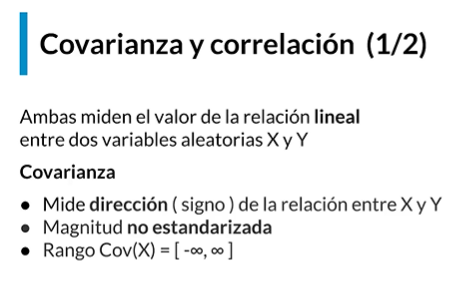 Covarianza y correlación (1/2)
Ambas miden el valor de la relación lineal
entre dos variables aleatorias X y Y
Covarianza
● Mide dirección ( signo ) de la relación entre X y Y
● Magnitud no estandarizada
● Rango Cov(X) = [ -∞, ∞ ]